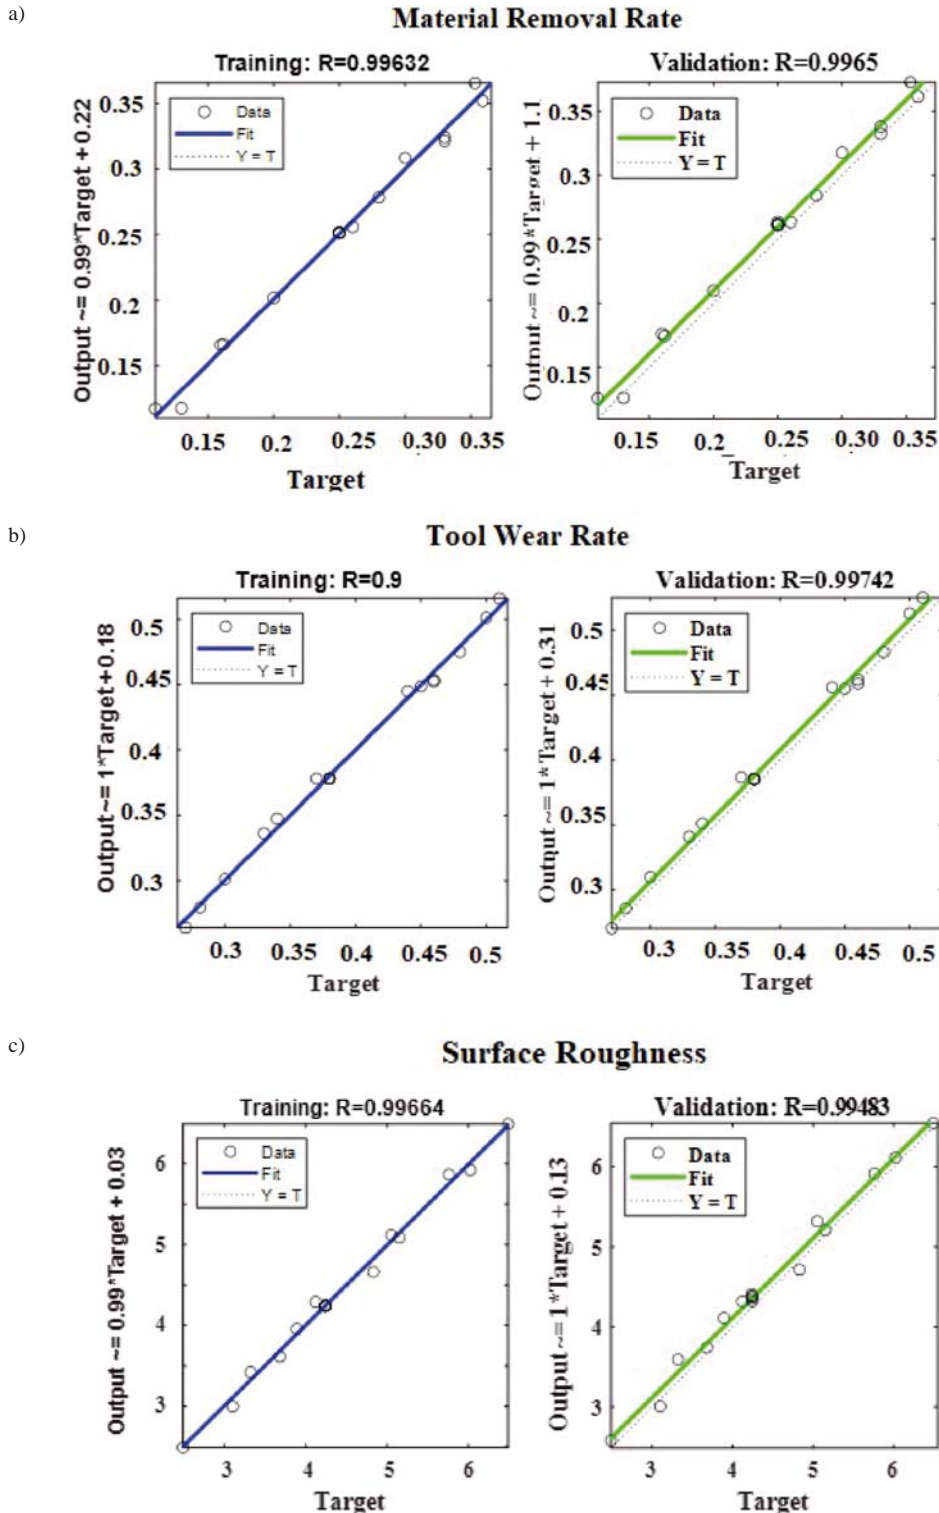 a)
Material Removal Rate
Training: R=0.99632
Output ~= 0.99*Target + 0.22
0.35
0.3
0.25
0.2
0.15
Data
Fit
Y = T
0.15 0.2 0.25 0.30 0.35
Target
Validation: R=0.9965
Output ~= 0.99*Target + 1.1
0.35
0.3
0.25
0.2
0.15
Data
Fit
Y = T
0.15 0.2 0.25 0.30 0.35
Target
b)
Tool Wear Rate
Training: R=0.9
Output ~= 1*Target+0.18
0.5
0.45
0.4
0.35
0.3
Data
Fit
Y = T
0.3 0.35 0.4 0.45 0.5
Target
Validation: R=0.99742
Output ~= 1*Target + 0.31
0.5
0.45
0.4
0.35
0.3
Data
Fit
Y = T
0.3 0.35 0.4 0.45 0.5
Target
c)
Surface Roughness
Training: R=0.99664
Output ~= 0.99*Target + 0.03
6
5
4
3
Data
Fit
Y = T
3 4 5 6
Target
Validation: R=0.99483
Output ~= 1*Target + 0.13
6
5
4
3
Data
Fit
Y = T
3 4 5 6
Target